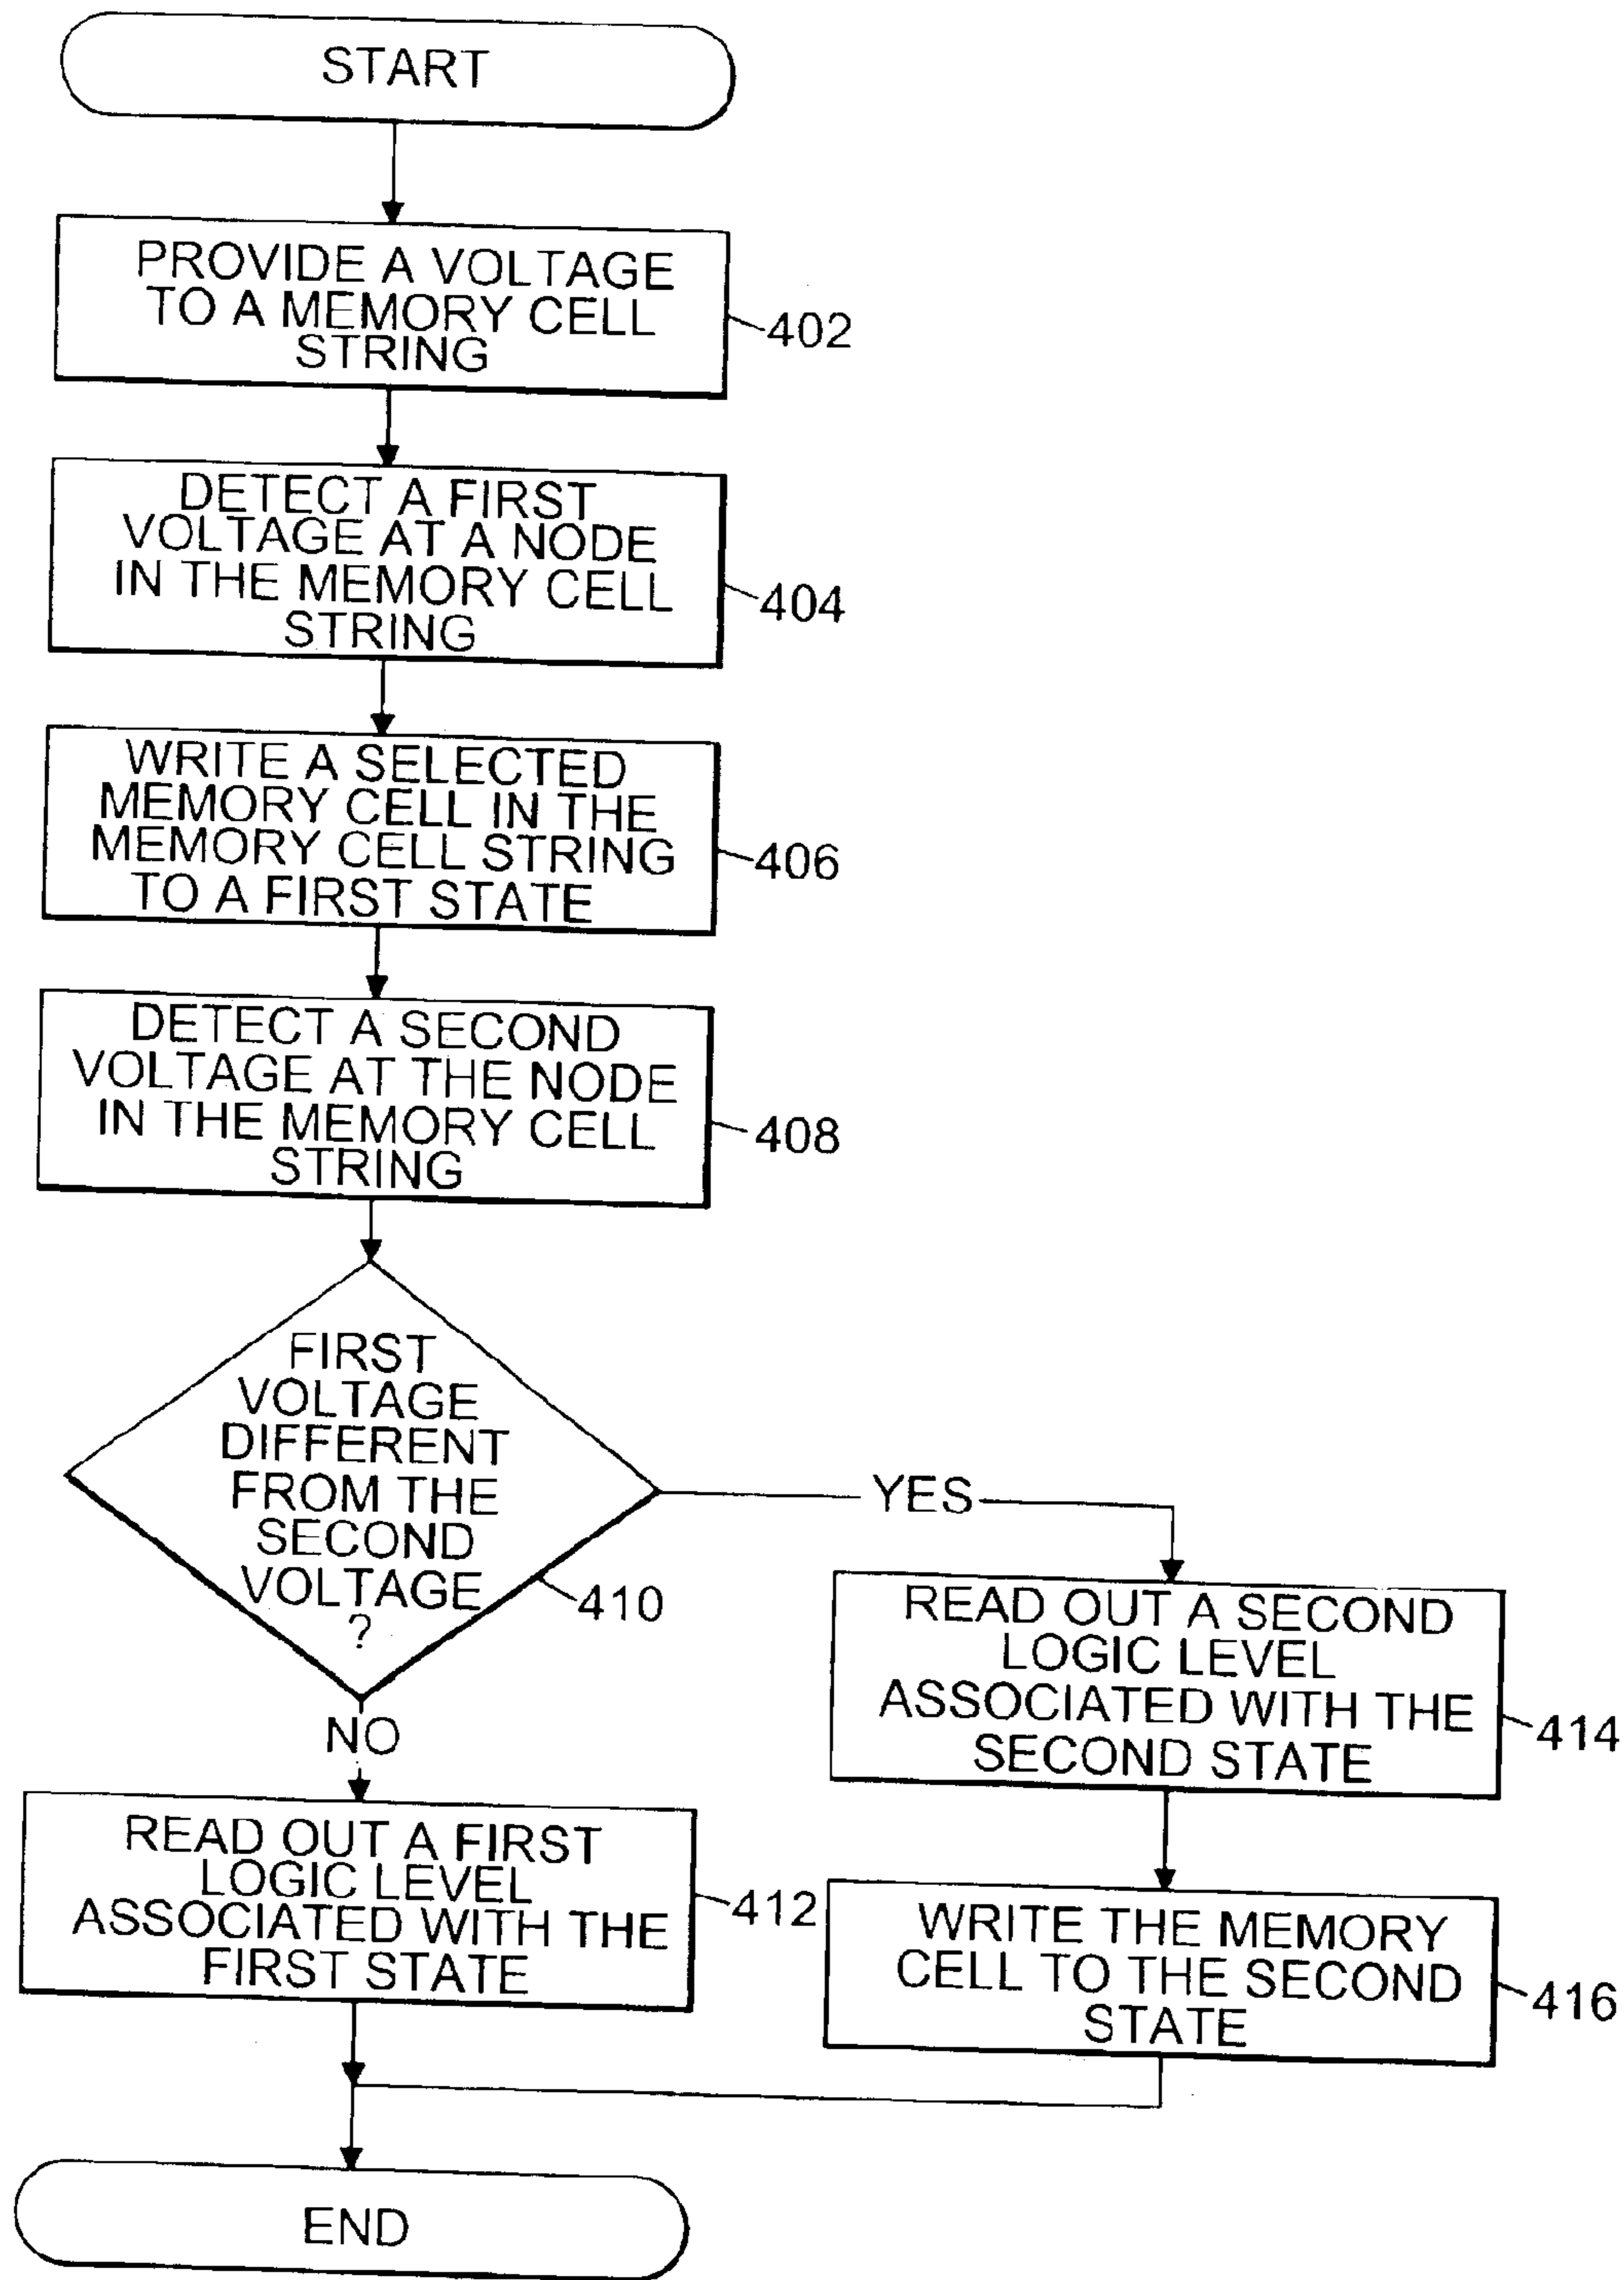 START
PROVIDE A VOLTAGE
TO A MEMORY CELL
STRING
402
DETECT A FIRST
VOLTAGE AT A NODE
IN THE MEMORY CELL
STRING
404
WRITE A SELECTED
MEMORY CELL IN THE
MEMORY CELL STRING
TO A FIRST STATE
406
DETECT A SECOND
VOLTAGE AT THE NODE
IN THE MEMORY CELL
STRING
408
FIRST
VOLTAGE
DIFFERENT
FROM THE
SECOND
VOLTAGE
?
410
YES
NO
READ OUT A SECOND
LOGIC LEVEL
ASSOCIATED WITH THE
SECOND STATE
414
READ OUT A FIRST
LOGIC LEVEL
ASSOCIATED WITH THE
FIRST STATE
412
WRITE THE MEMORY
CELL TO THE SECOND
STATE
416
END